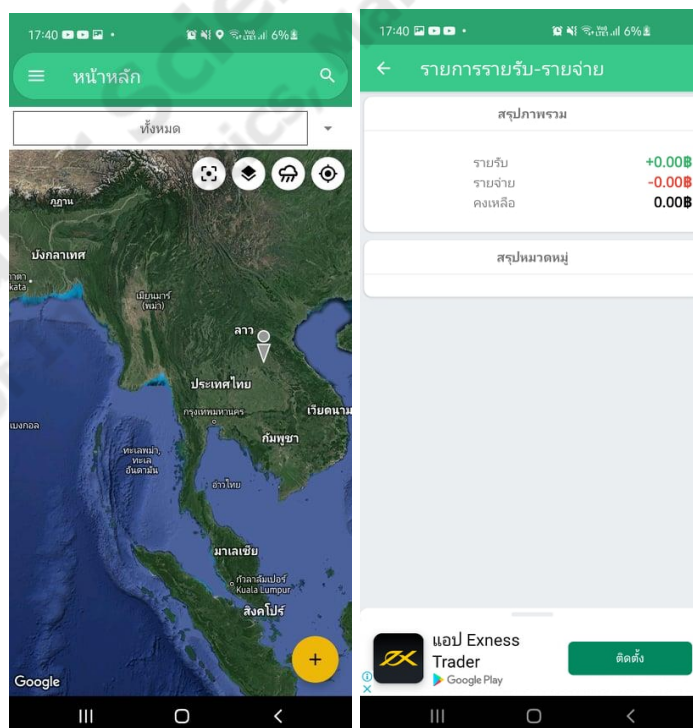 17:40
6%
หน้าหลัก
ทั้งหมด
ภูฏาน
บังกลาเทศ
kata
เมียนมาร์
(พม่า)
ลาว
ประเทศไทย
กรุงเทพมหานคร
เวียดนาม
เบงกอล
กัมพูชา
ทะเลพม่า,
ทะเล
อันดามัน
อ่าวไทย
มาเลเซีย
กัวลาลัมเปอร์
Kuala Lumpur
สิงคโปร์
+
Google
17:40
6%
รายการรายรับ-รายจ่าย
สรุปภาพรวม
รายรับ +0.00฿
รายจ่าย -0.00฿
คงเหลือ 0.00฿
สรุปหมวดหมู่
แอป Exness
Trader
Google Play
ติดตั้ง